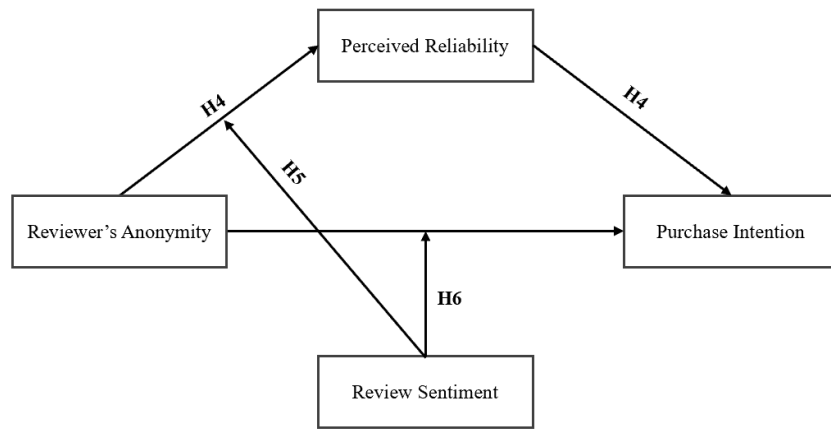 Perceived Reliability
H4
H4
H5
Reviewer’s Anonymity
Purchase Intention
H6
Review Sentiment